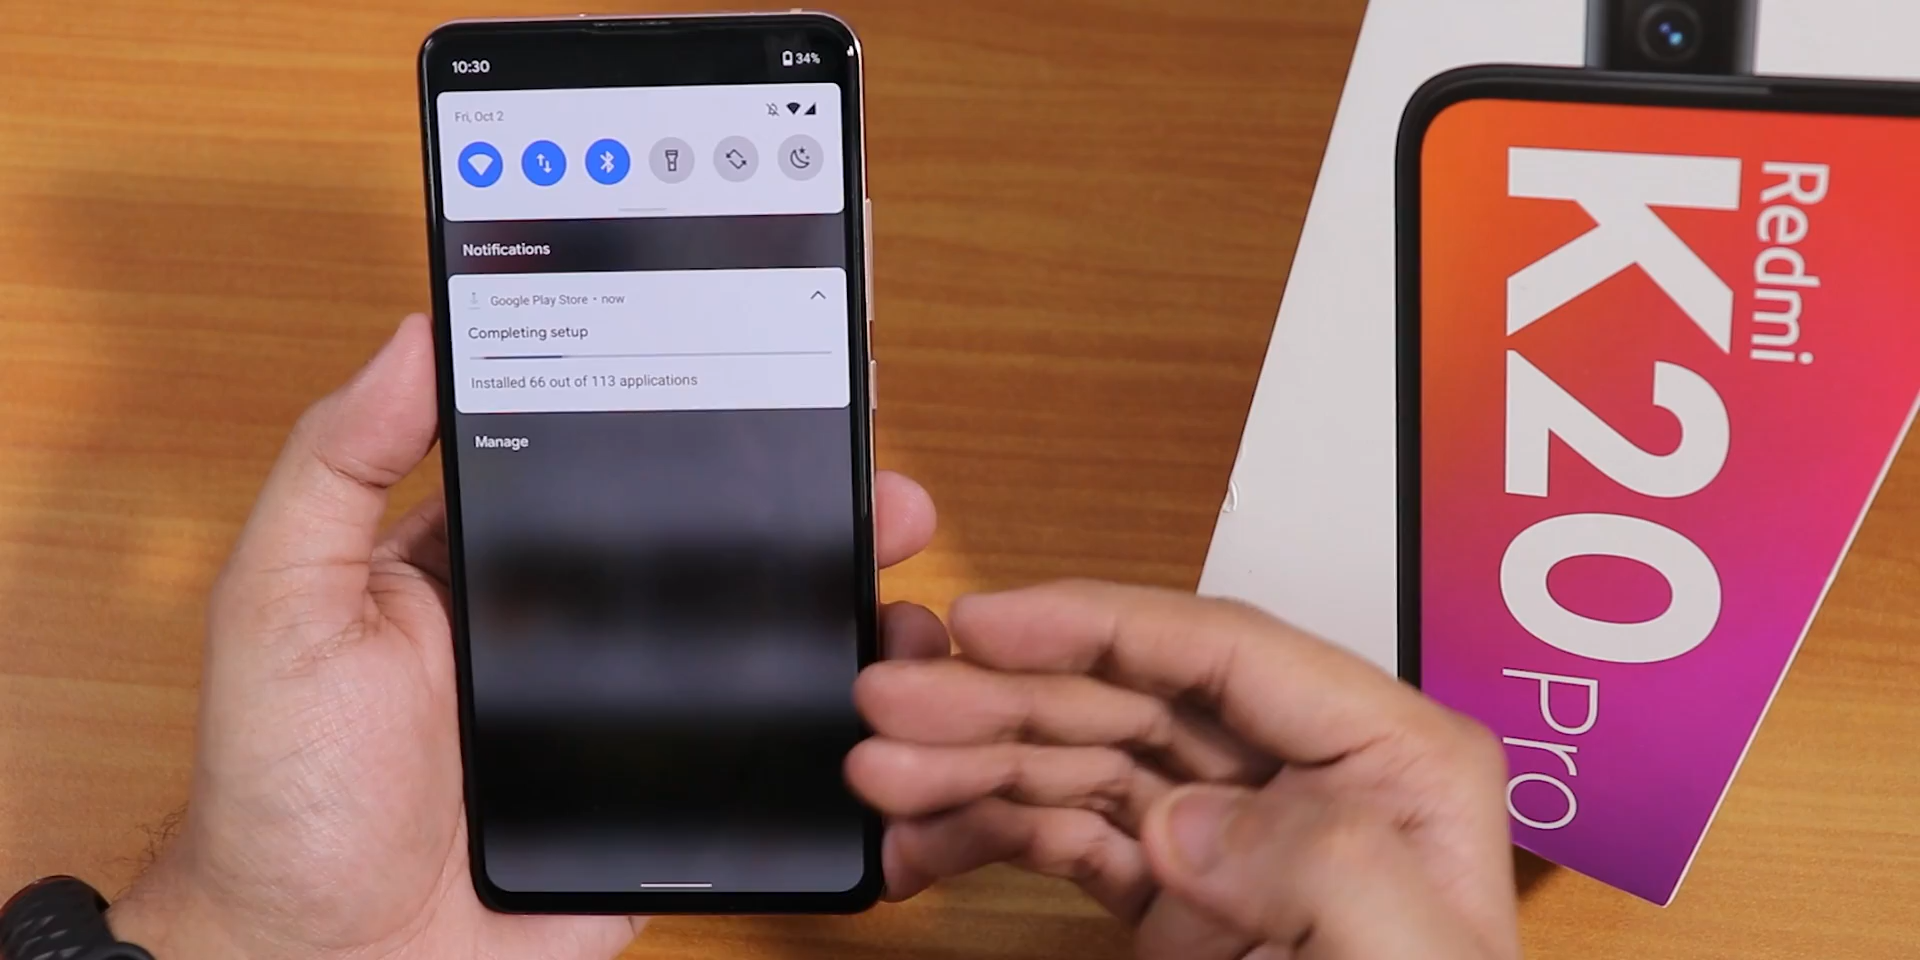 10:30
34%
Fri, Oct 2
Notifications
Google Play Store • now
Completing setup
Installed 66 out of 113 applications
Manage
Redmi
K20 Pro